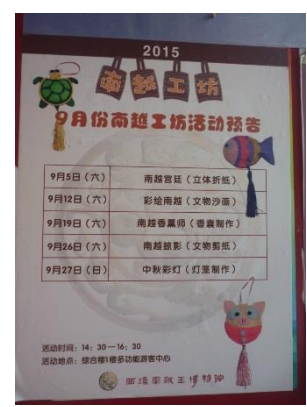 2015
南越工坊
9月份南越工坊活动预告
9月5日（六） 南越宫廷（立体折纸）
9月12日（六） 彩绘南越（文物沙画）
9月19日（六） 南越香薰师（香囊制作）
9月26日（六） 南越掠影（文物剪纸）
9月27日（日） 中秋彩灯（灯笼制作）
活动时间：14：30—16：30
活动地点：综合楼1楼多功能游客中心
西汉南越王博物馆